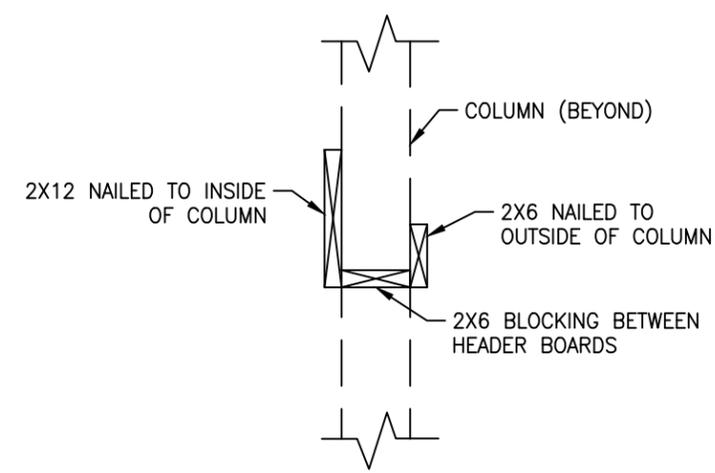 COLUMN (BEYOND)
2X12 NAILED TO INSIDE
OF COLUMN
2X6 NAILED TO
OUTSIDE OF COLUMN
2X6 BLOCKING BETWEEN
HEADER BOARDS